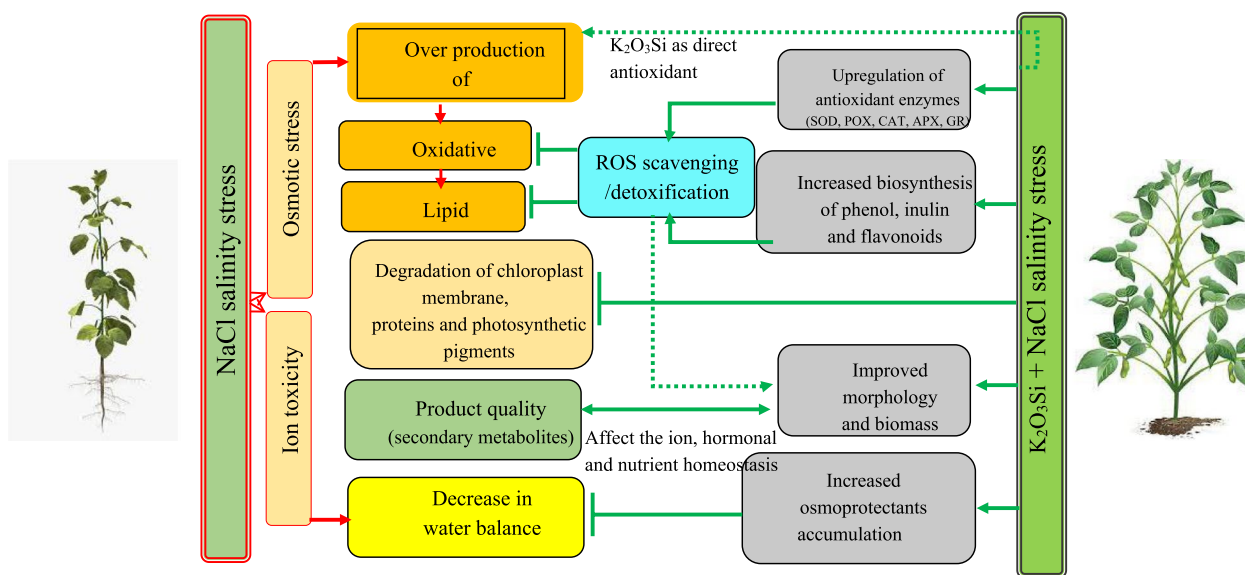 NaCl salinity stress
Osmotic stress
Ion toxicity
Over production
of
Oxidative
Lipid
Degradation of chloroplast
membrane,
proteins and photosynthetic
pigments
Product quality
(secondary metabolites)
Decrease in
water balance
K₂O₃Si as direct
antioxidant
ROS scavenging
/detoxification
Affect the ion, hormonal
and nutrient homeostasis
Upregulation of
antioxidant enzymes
(SOD, POX, CAT, APX, GR)
Increased biosynthesis
of phenol, inulin
and flavonoids
Improved
morphology
and biomass
Increased
osmoprotectants
accumulation
K₂O₃Si + NaCl salinity stress